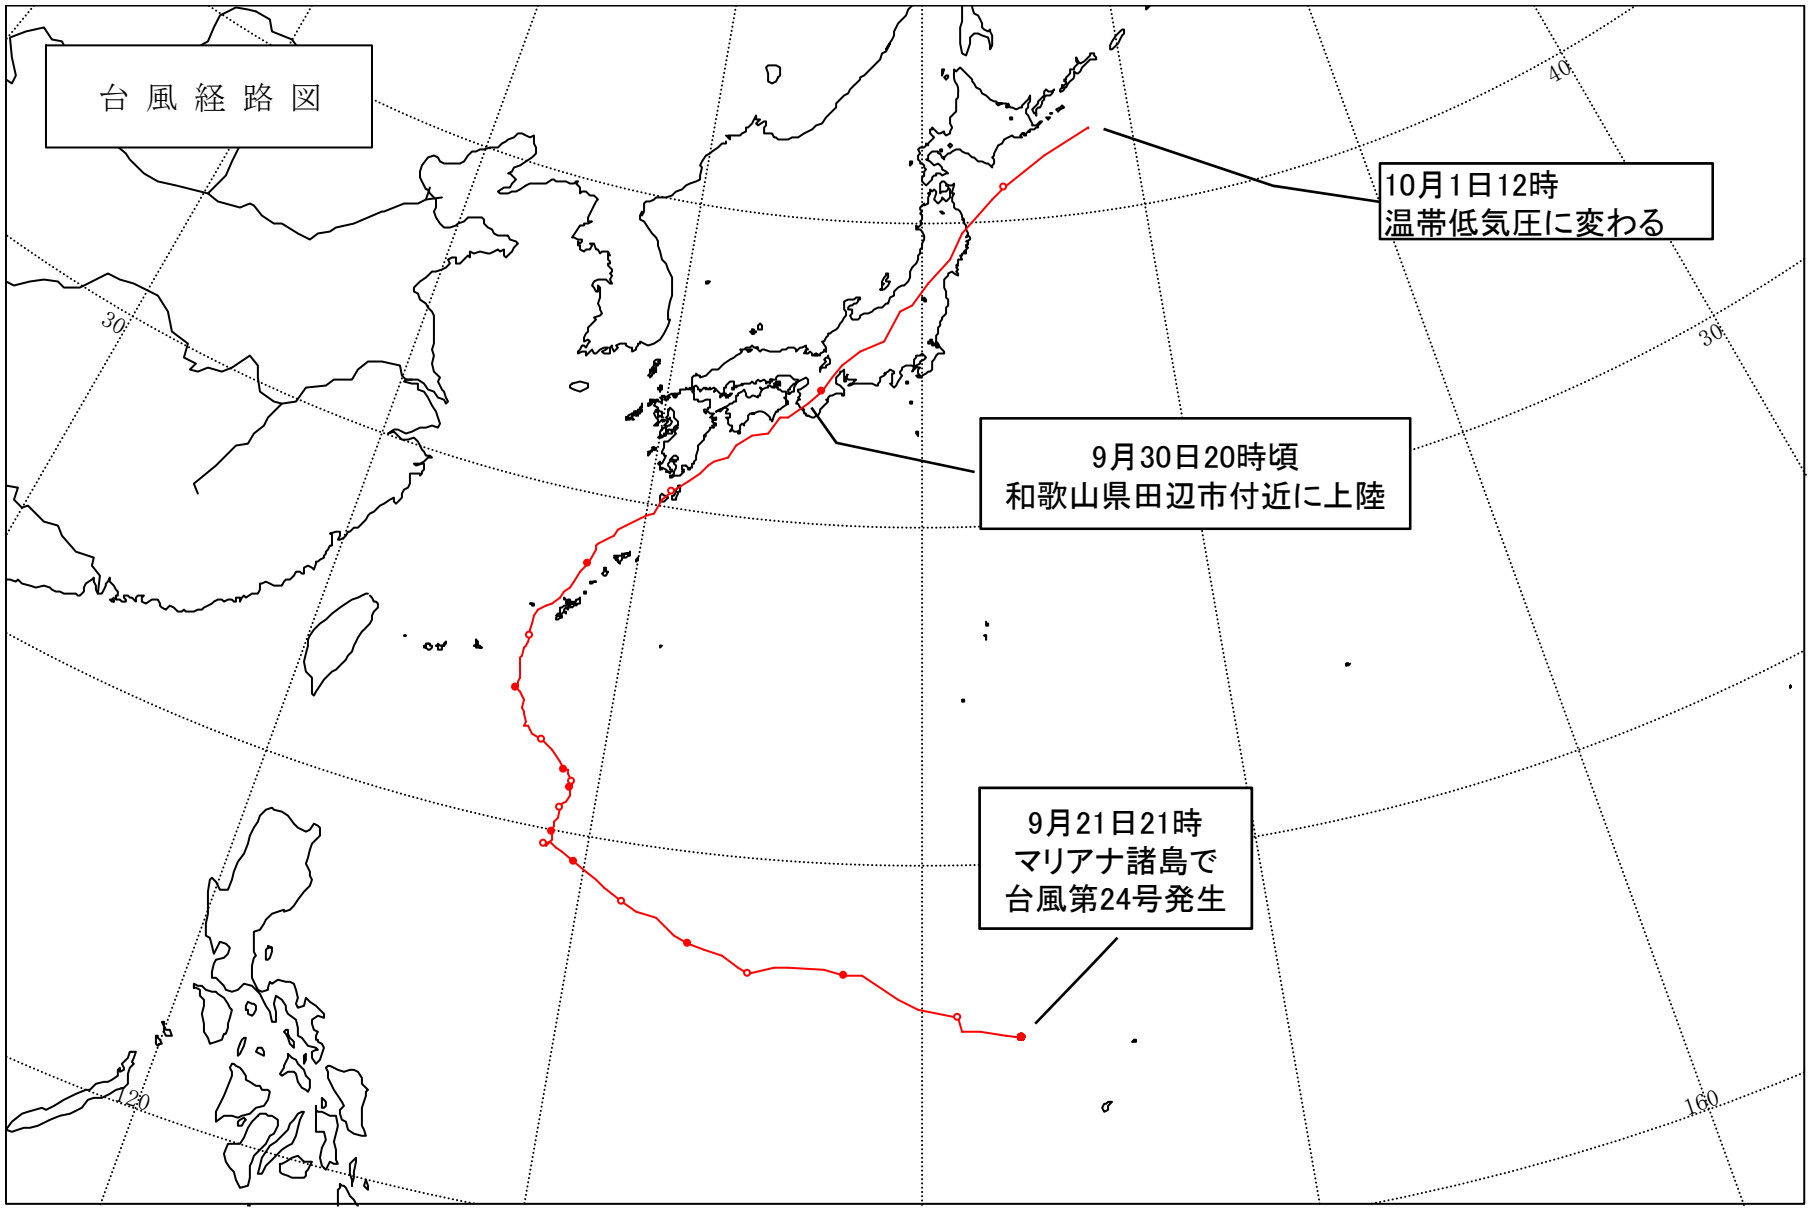 台風経路図
40
10月1日12時
温帯低気圧に変わる
30
30
9月30日20時頃
和歌山県田辺市付近に上陸
9月21日21時
マリアナ諸島で
台風第24号発生
120
160